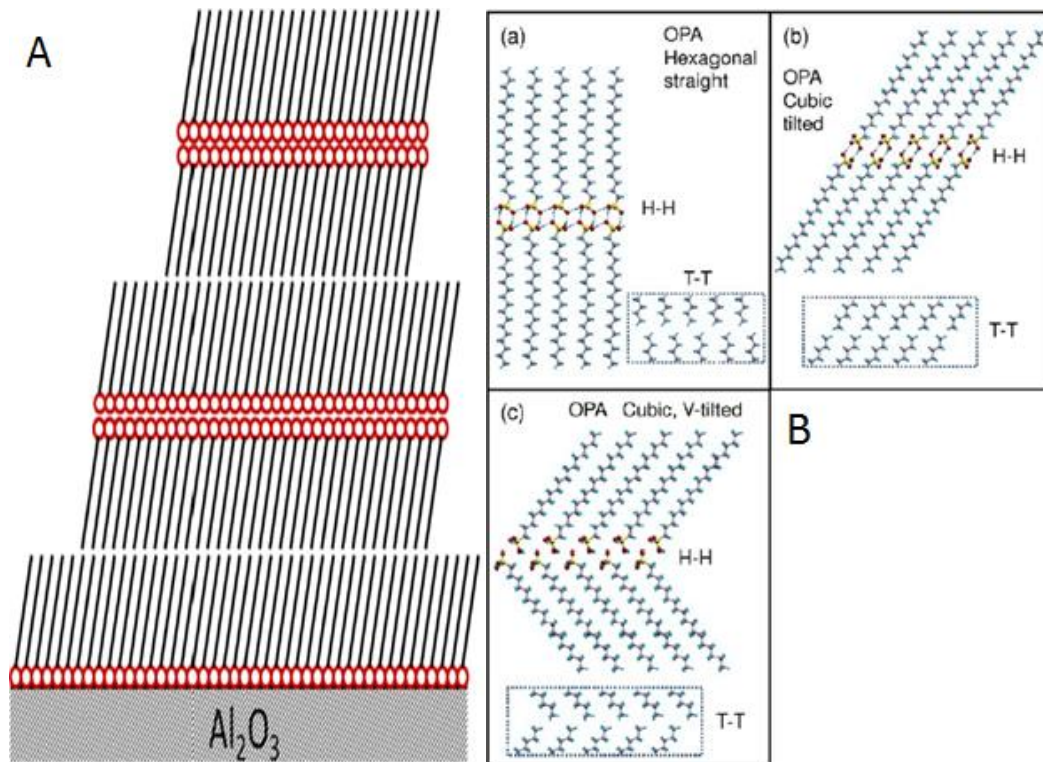 A
Al₂O₃
(a)
OPA
Hexagonal
straight
H-H
T-T
(b)
OPA
Cubic
tilted
H-H
T-T
(c) OPA Cubic, V-tilted
H-H
T-T
B